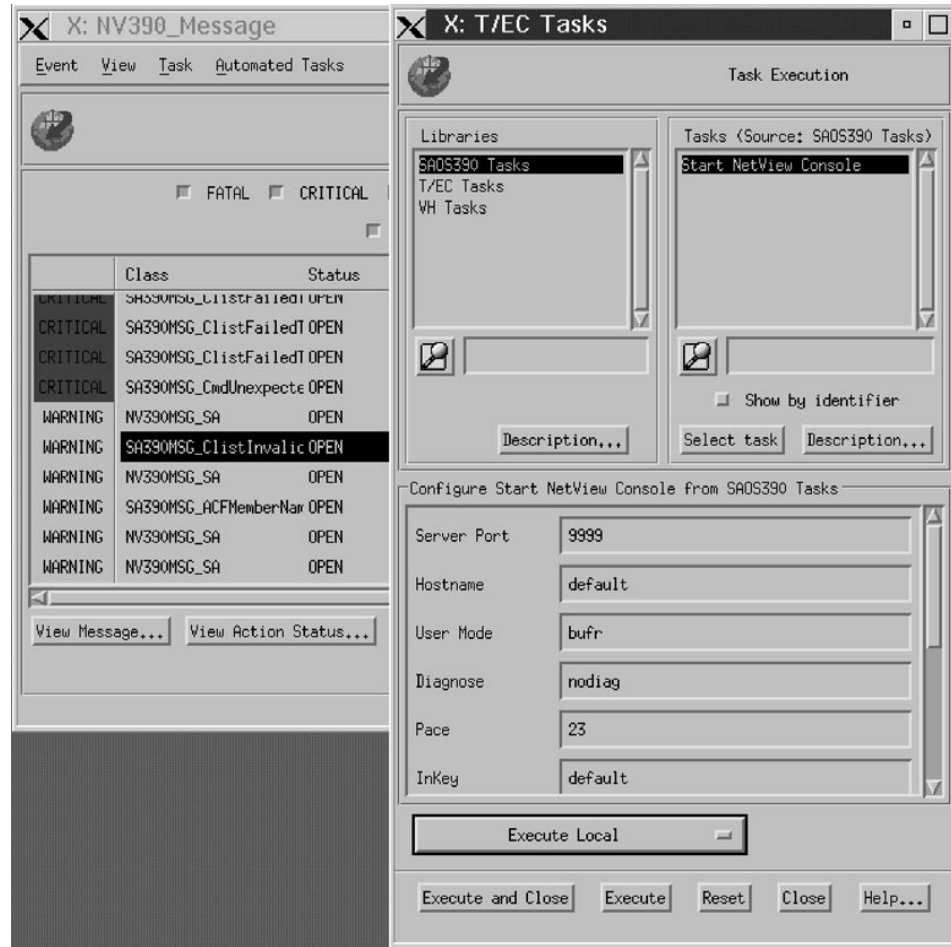 X: NV390_Message
Event View Task Automated Tasks
FATAL CRITICAL
Class Status
CRITICAL SA390MSG_ClistFailedT OPEN
CRITICAL SA390MSG_ClistFailedT OPEN
CRITICAL SA390MSG_ClistFailedT OPEN
CRITICAL SA390MSG_CmdUnexpecte OPEN
WARNING NV390MSG_SA OPEN
WARNING SA390MSG_ClistInvalic OPEN
WARNING NV390MSG_SA OPEN
WARNING SA390MSG_ACFMemberNam OPEN
WARNING NV390MSG_SA OPEN
WARNING NV390MSG_SA OPEN
View Message... View Action Status...
X: T/EC Tasks
Task Execution
Libraries
SAOS390 Tasks
T/EC Tasks
VH Tasks
Description...
Tasks (Source: SAOS390 Tasks)
Start NetView Console
Show by identifier
Select task Description...
Configure Start NetView Console from SAOS390 Tasks
Server Port 9999
Hostname default
User Mode bufr
Diagnose nodiag
Pace 23
InKey default
Execute Local
Execute and Close Execute Reset Close Help...